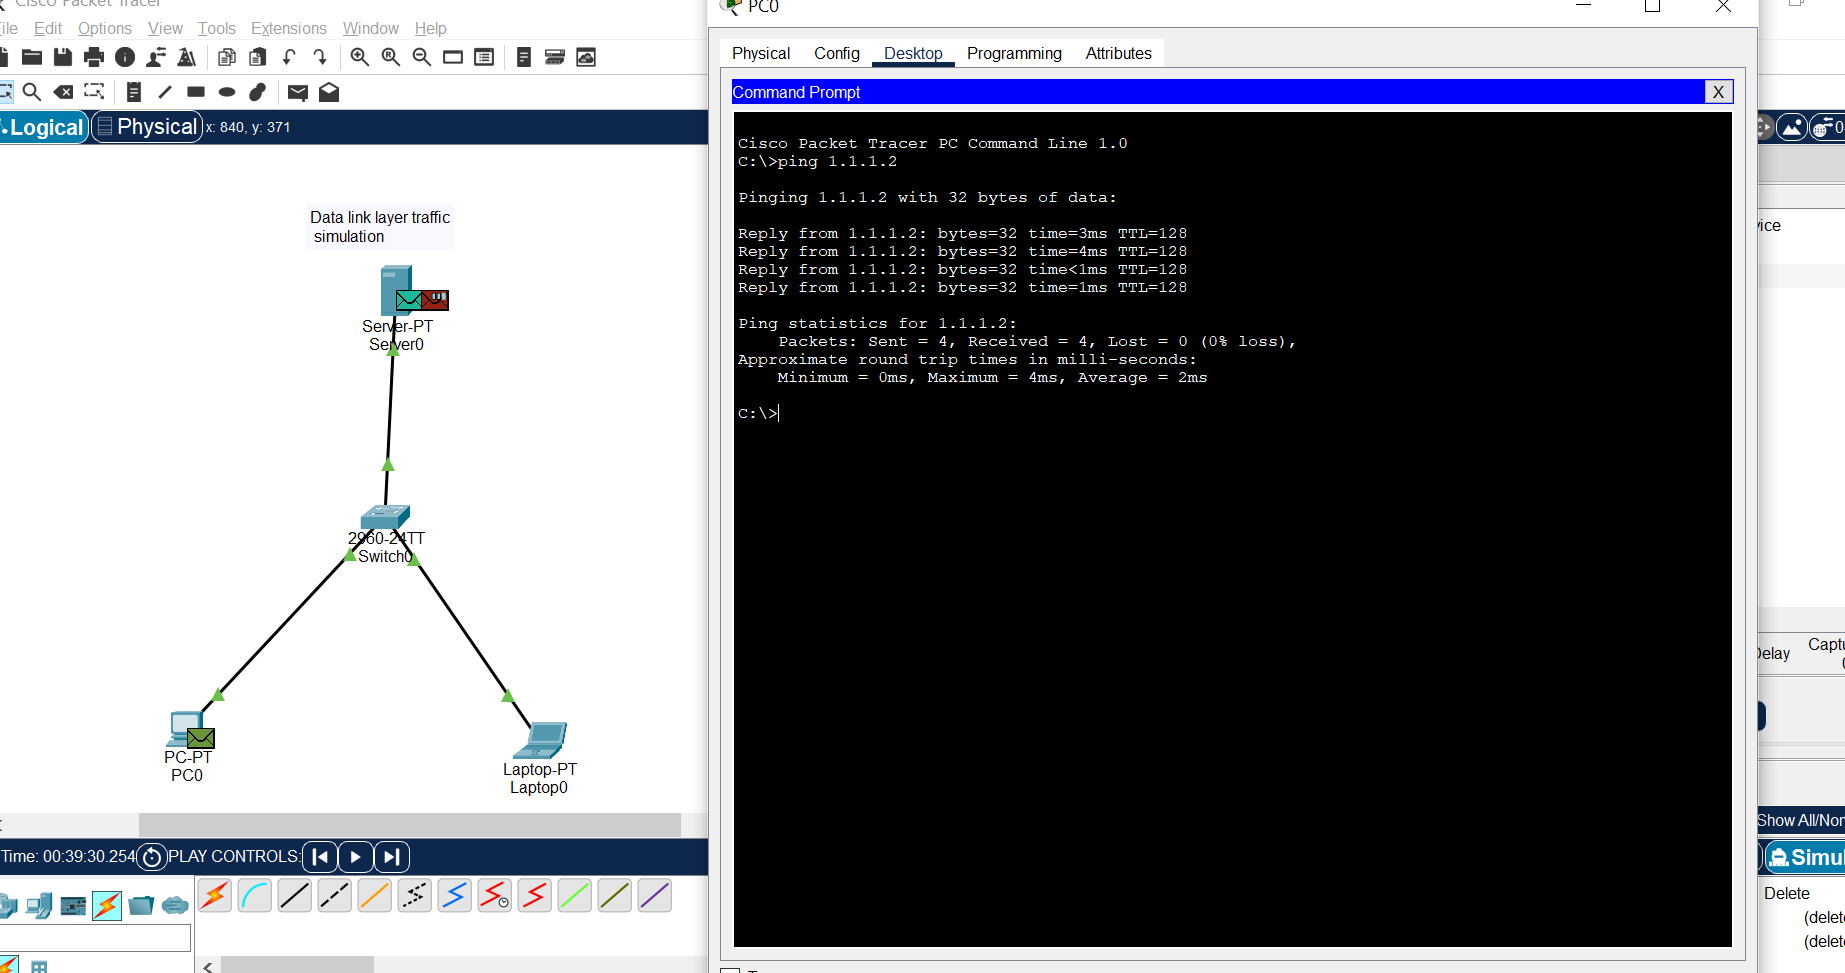 Cisco Packet Tracer
File Edit Options View Tools Extensions Window Help
Logical Physical x: 840, y: 371
Data link layer traffic
simulation
Server-PT
Server0
2960-24TT
Switch0
PC-PT
PC0
Laptop-PT
Laptop0
Time: 00:39:30.254 PLAY CONTROLS:
PC0
Physical Config Desktop Programming Attributes
Command Prompt X
Cisco Packet Tracer PC Command Line 1.0
C:\>ping 1.1.1.2
Pinging 1.1.1.2 with 32 bytes of data:
Reply from 1.1.1.2: bytes=32 time=3ms TTL=128
Reply from 1.1.1.2: bytes=32 time=4ms TTL=128
Reply from 1.1.1.2: bytes=32 time<1ms TTL=128
Reply from 1.1.1.2: bytes=32 time=1ms TTL=128
Ping statistics for 1.1.1.2:
Packets: Sent = 4, Received = 4, Lost = 0 (0% loss),
Approximate round trip times in milli-seconds:
Minimum = 0ms, Maximum = 4ms, Average = 2ms
C:\>
vice
Delay Captu
Show All/Non
Simul
Delete
(delet
(delet